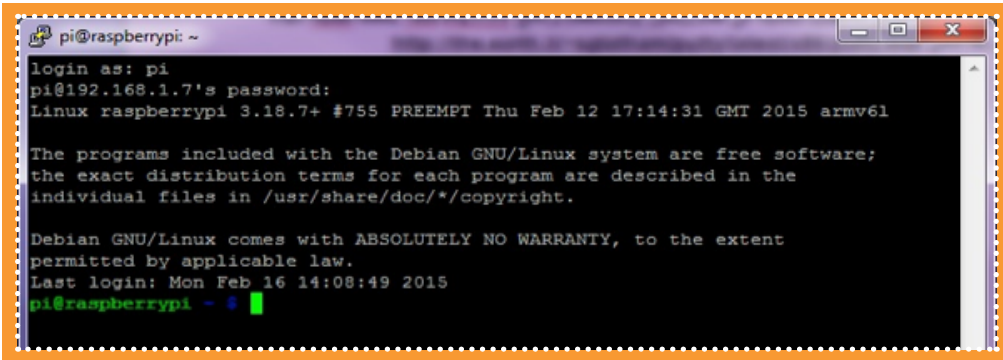 pi@raspberrypi: ~
login as: pi
pi@192.168.1.7's password:
Linux raspberrypi 3.18.7+ #755 PREEMPT Thu Feb 12 17:14:31 GMT 2015 armv6l
The programs included with the Debian GNU/Linux system are free software;
the exact distribution terms for each program are described in the
individual files in /usr/share/doc/*/copyright.
Debian GNU/Linux comes with ABSOLUTELY NO WARRANTY, to the extent
permitted by applicable law.
Last login: Mon Feb 16 14:08:49 2015
pi@raspberrypi ~ $